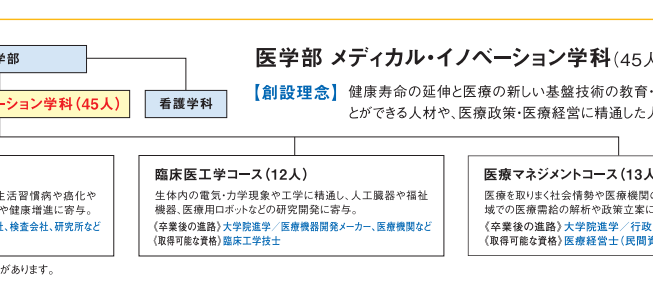 学部
ーション学科（45人）
看護学科
医学部 メディカル・イノベーション学科（45人
【創設理念】 健康寿命の延伸と医療の新しい基盤技術の教育・
とができる人材や、医療政策・医療経営に精通した人
生活習慣病や癌化や
や健康増進に寄与。
社、検査会社、研究所など
臨床医工学コース（12人）
生体内の電気・力学現象や工学に精通し、人工臓器や福祉
機器、医療用ロボットなどの研究開発に寄与。
《卒業後の進路》大学院進学／医療機器開発メーカー、医療機関など
《取得可能な資格》臨床工学技士
医療マネジメントコース（13人
医療を取りまく社会情勢や医療機関の
域での医療需給の解析や政策立案に
《卒業後の進路》大学院進学／行政
《取得可能な資格》医療経営士（民間資
があります。